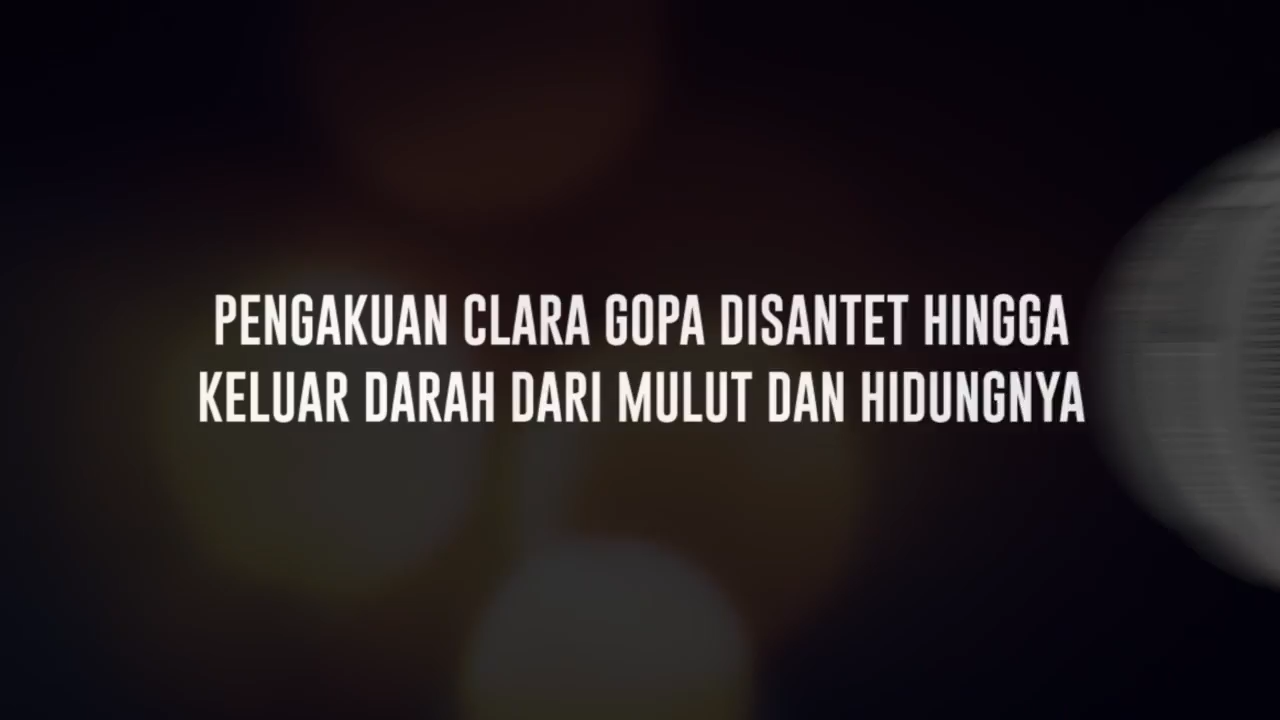 PENGAKUAN CLARA GOPA DISANTET HINGGA
KELUAR DARAH DARI MULUT DAN HIDUNGNYA